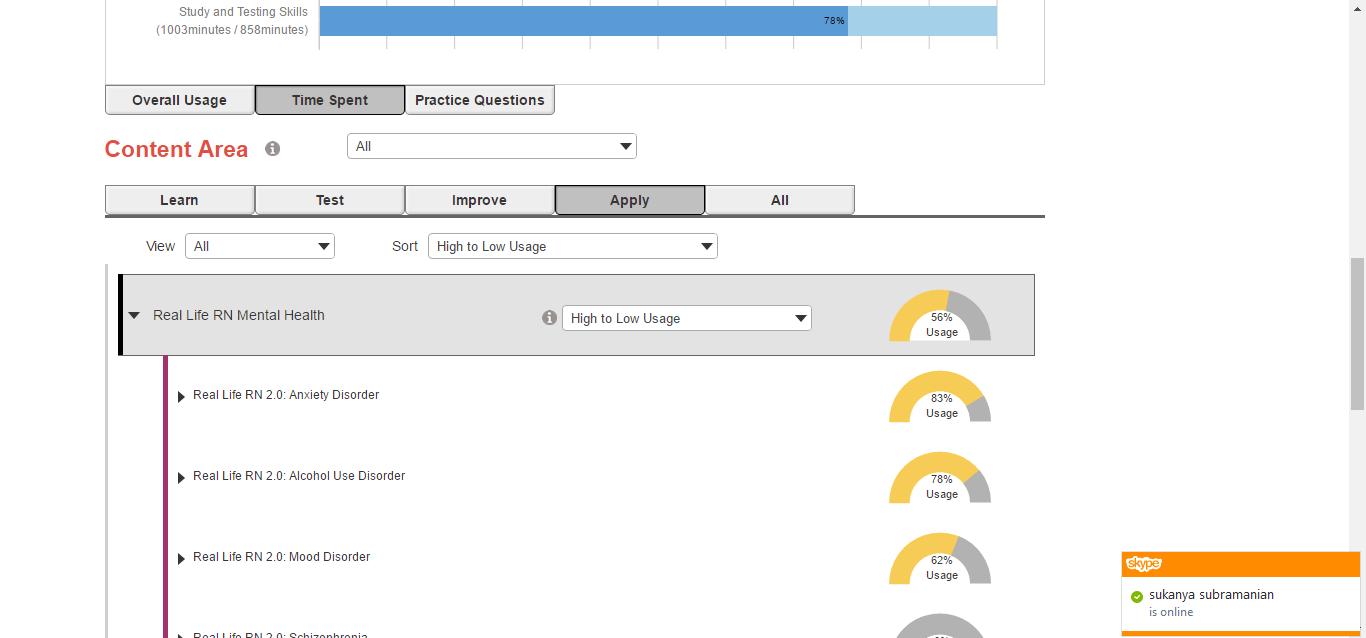 Study and Testing Skills
(1003minutes / 858minutes)
78%
Overall Usage
Time Spent
Practice Questions
Content Area
All
Learn
Test
Improve
Apply
All
View
All
Sort
High to Low Usage
Real Life RN Mental Health
High to Low Usage
56%
Usage
Real Life RN 2.0: Anxiety Disorder
83%
Usage
Real Life RN 2.0: Alcohol Use Disorder
78%
Usage
Real Life RN 2.0: Mood Disorder
62%
Usage
Real Life RN 2.0: Schizophrenia
skype
sukanya subramanian
is online